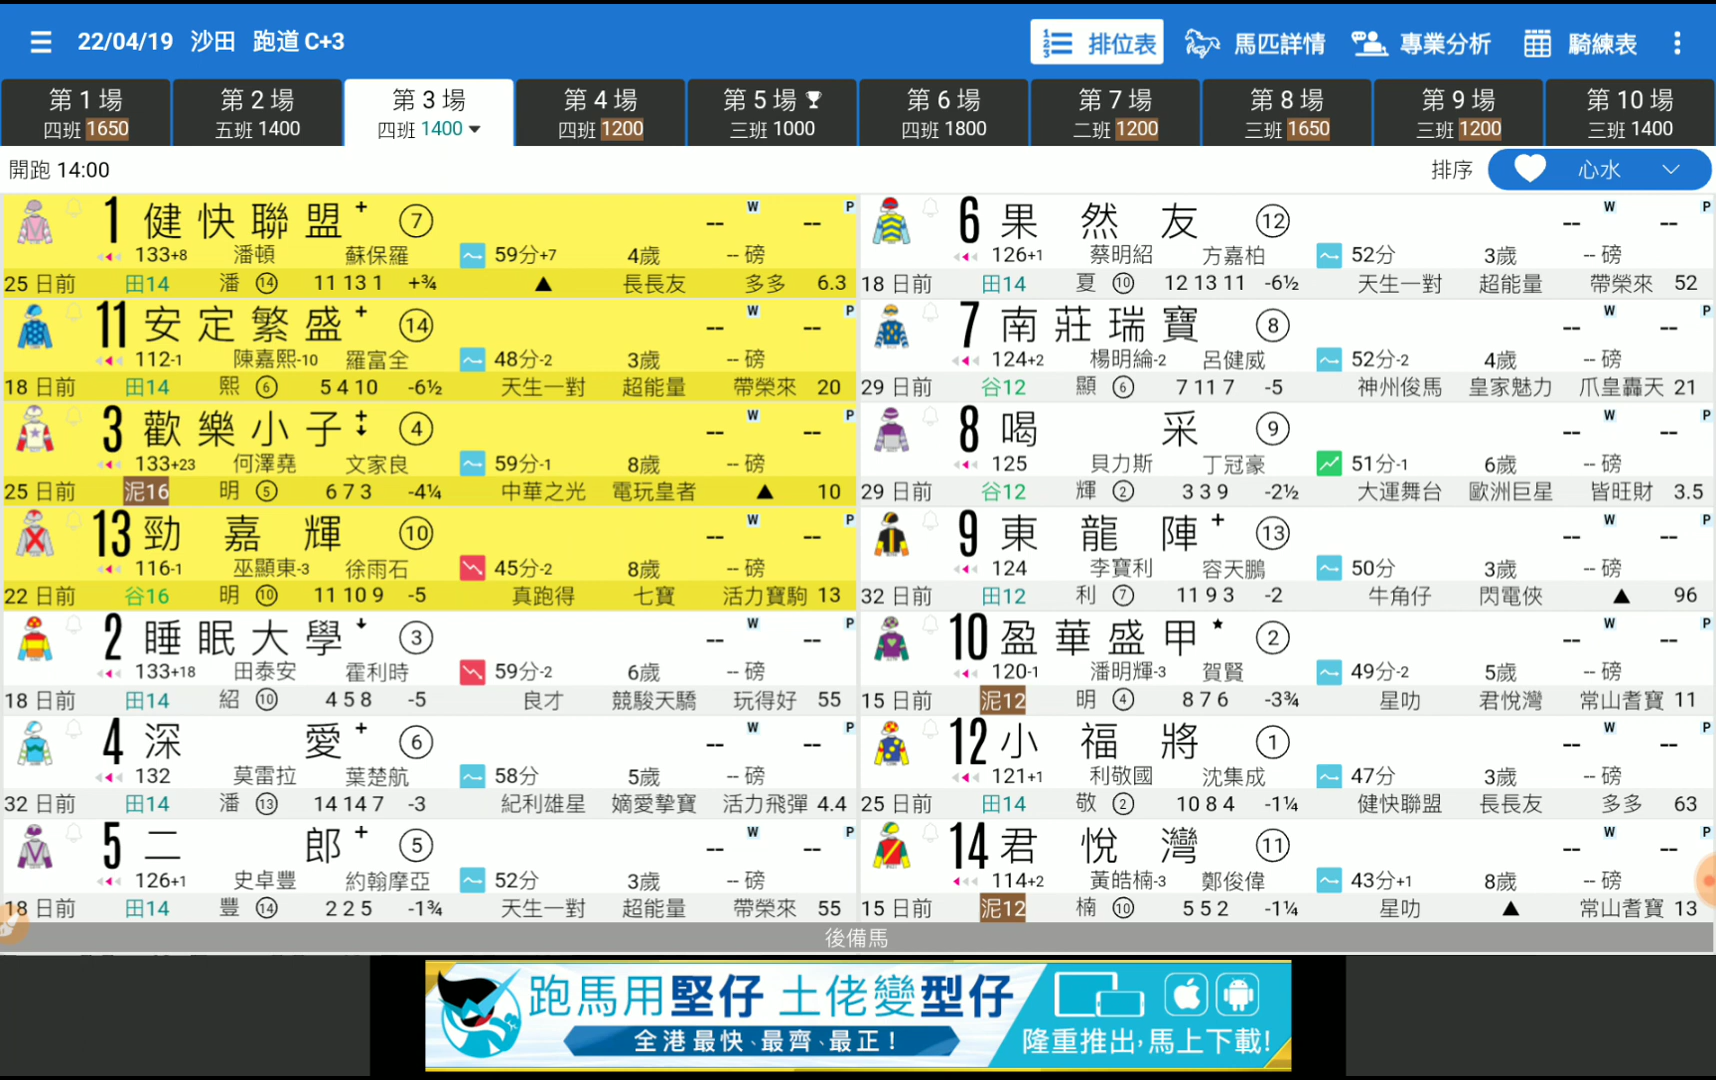 22/04/19 沙田 跑道 C+3
排位表 馬匹詳情 專業分析 騎練表
第 1 場 第 2 場 第 3 場 第 4 場 第 5 場 第 6 場 第 7 場 第 8 場 第 9 場 第 10 場
四班 1650 五班 1400 四班 1400 四班 1200 三班 1000 四班 1800 二班 1200 三班 1650 三班 1200 三班 1400
開跑 14:00 排序 心水
1 健快聯盟+ ⑦ -- W -- P
133+8 潘頓 蘇保羅 59分+7 4歲 -- 磅
25 日前 田14 潘 ⑭ 11 13 1 +¾ ▲ 長長友 多多 6.3
11 安定繁盛+ ⑭ -- W -- P
112-1 陳嘉熙-10 羅富全 48分-2 3歲 -- 磅
18 日前 田14 熙 ⑥ 5 4 10 -6½ 天生一對 超能量 帶榮來 20
3 歡樂小子 ④ -- W -- P
133+23 何澤堯 文家良 59分-1 8歲 -- 磅
25 日前 泥16 明 ⑤ 6 7 3 -4¼ 中華之光 電玩皇者 ▲ 10
13 勁嘉輝 ⑩ -- W -- P
116-1 巫顯東-3 徐雨石 45分-2 8歲 -- 磅
22 日前 谷16 明 ⑩ 11 10 9 -5 真跑得 七寶 活力寶駒 13
2 睡眠大學 ③ -- W -- P
133+18 田泰安 霍利時 59分-2 6歲 -- 磅
18 日前 田14 紹 ⑩ 4 5 8 -5 良才 競駿天驕 玩得好 55
4 深愛+ ⑥ -- W -- P
132 莫雷拉 葉楚航 58分 5歲 -- 磅
32 日前 田14 潘 ⑬ 14 14 7 -3 紀利雄星 嫡愛摯寶 活力飛彈 4.4
5 二郎+ ⑤ -- W -- P
126+1 史卓豐 約翰摩亞 52分 3歲 -- 磅
18 日前 田14 豐 ⑭ 2 2 5 -1¾ 天生一對 超能量 帶榮來 55
6 果然友 ⑫ -- W -- P
126+1 蔡明紹 方嘉柏 52分 3歲 -- 磅
18 日前 田14 夏 ⑩ 12 13 11 -6½ 天生一對 超能量 帶榮來 52
7 南莊瑞寶 ⑧ -- W -- P
124+2 楊明綸-2 呂健威 52分-2 4歲 -- 磅
29 日前 谷12 顯 ⑥ 7 11 7 -5 神州俊馬 皇家魅力 爪皇轟天 21
8 喝采 ⑨ -- W -- P
125 貝力斯 丁冠豪 51分-1 6歲 -- 磅
29 日前 谷12 輝 ② 3 3 9 -2½ 大運舞台 歐洲巨星 皆旺財 3.5
9 東龍陣+ ⑬ -- W -- P
124 李寶利 容天鵬 50分 3歲 -- 磅
32 日前 田12 利 ⑦ 11 9 3 -2 牛角仔 閃電俠 ▲ 96
10 盈華盛甲★ ② -- W -- P
120-1 潘明輝-3 賀賢 49分-2 5歲 -- 磅
15 日前 泥12 明 ④ 8 7 6 -3¾ 星叻 君悅灣 常山耆寶 11
12 小福將 ① -- W -- P
121+1 利敬國 沈集成 47分 3歲 -- 磅
25 日前 田14 敬 ② 10 8 4 -1¼ 健快聯盟 長長友 多多 63
14 君悅灣 ⑪ -- W -- P
114+2 黃皓楠-3 鄭俊偉 43分+1 8歲 -- 磅
15 日前 泥12 楠 ⑩ 5 5 2 -1¼ 星叻 ▲ 常山耆寶 13
後備馬
跑馬用堅仔 土佬變型仔
全港最快、最齊、最正！
隆重推出，馬上下載！